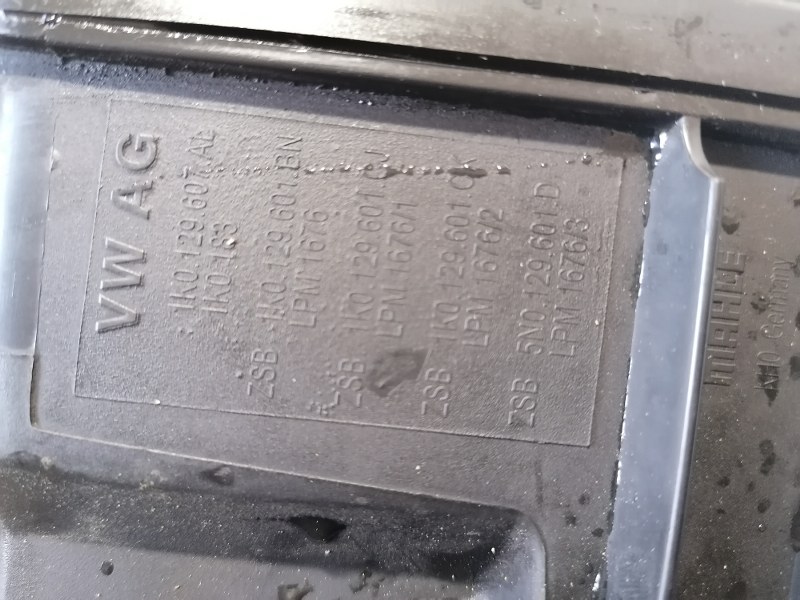 VW AG
: 1K0.129.607.AL
1K0 183
ZSB 1K0.129.601.BN
LPM 1676
ZSB 1K0.129.601
LPM 1676/1
ZSB 1K0.129.601
LPM 1676/2
ZSB 5N0.129.601.D
LPM 1676/3
Germany